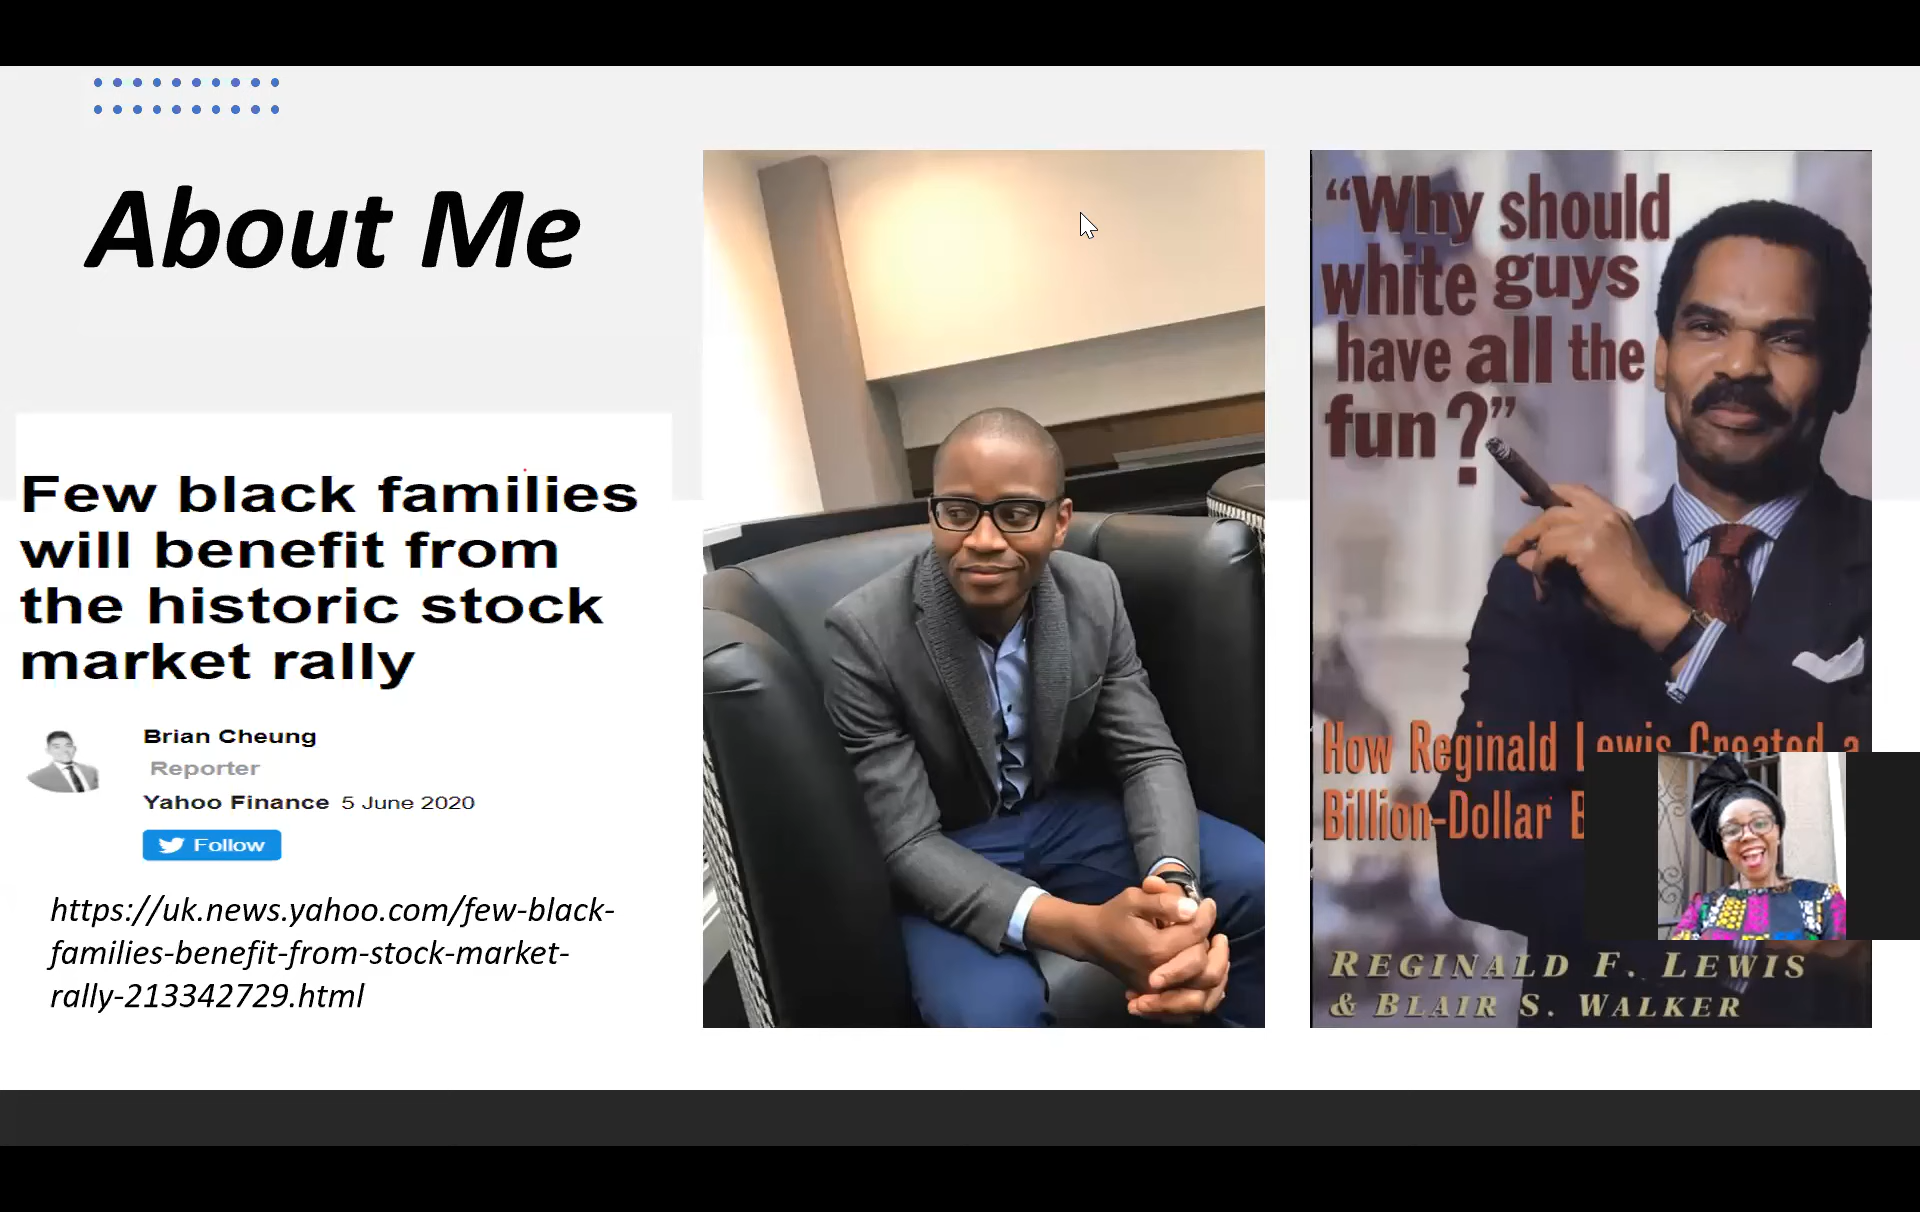 About Me
Few black families
will benefit from
the historic stock
market rally
Brian Cheung
Reporter
Yahoo Finance 5 June 2020
Follow
https://uk.news.yahoo.com/few-black-
families-benefit-from-stock-market-
rally-213342729.html
“Why should
white guys
have all the
fun?”
How Reginald Lewis Created a
Billion-Dollar
REGINALD F. LEWIS
& BLAIR S. WALKER